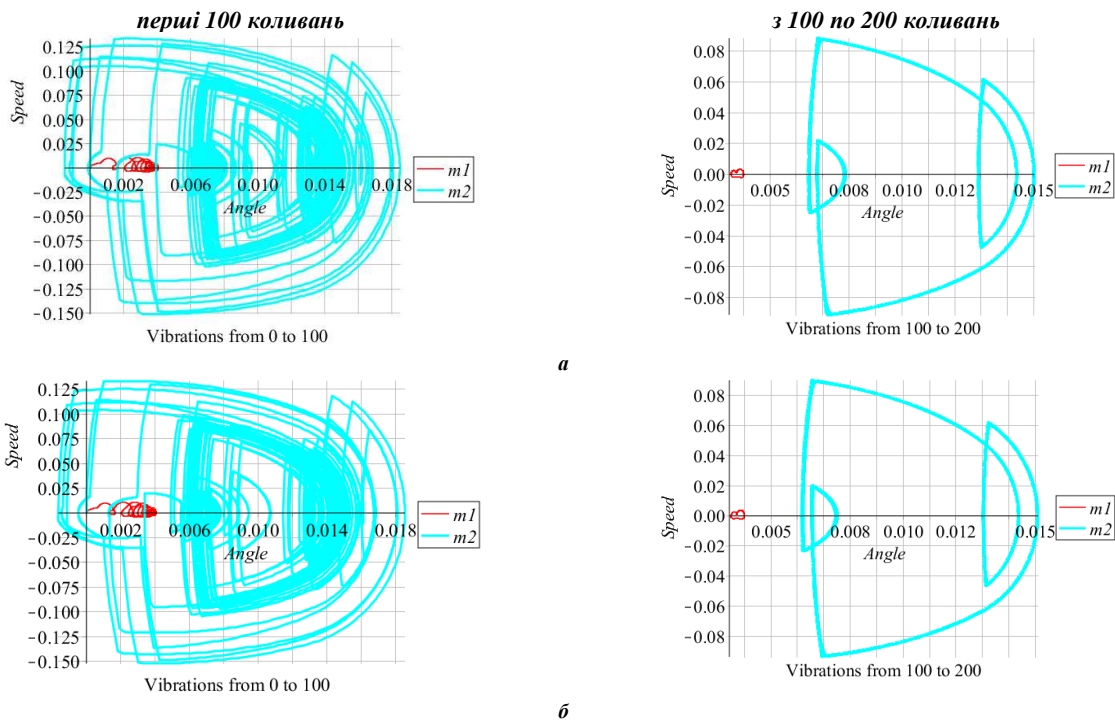 перші 100 коливань
з 100 по 200 коливань
0.125
0.100
0.075
0.050
0.025
0
−0.025
−0.050
−0.075
−0.100
−0.125
−0.150
Speed
0.002
0.006
0.010
0.014
0.018
Angle
m1
m2
Vibrations from 0 to 100
0.08
0.06
0.04
0.02
0.00
−0.02
−0.04
−0.06
−0.08
Speed
0.005
0.008
0.010
0.012
0.015
Angle
m1
m2
Vibrations from 100 to 200
а
0.125
0.100
0.075
0.050
0.025
0
−0.025
−0.050
−0.075
−0.100
−0.125
−0.150
Speed
0.002
0.006
0.010
0.014
0.018
Angle
m1
m2
Vibrations from 0 to 100
0.08
0.06
0.04
0.02
0.00
−0.02
−0.04
−0.06
−0.08
Speed
0.005
0.008
0.010
0.012
0.015
Angle
m1
m2
Vibrations from 100 to 200
б